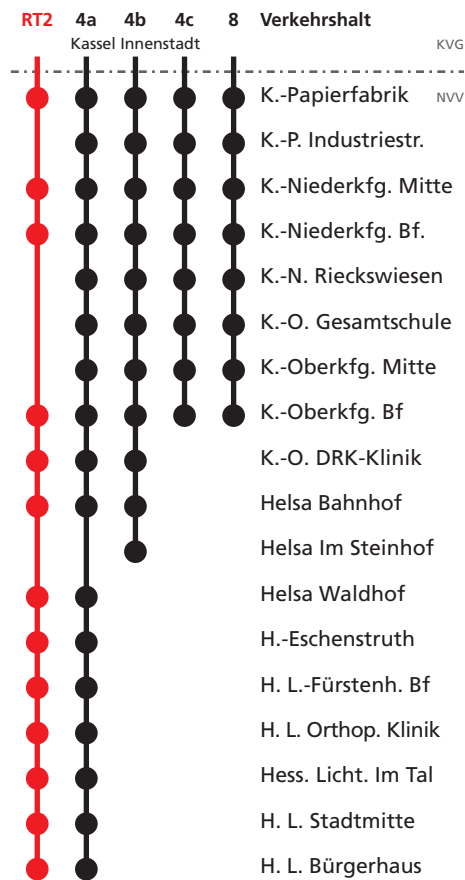 RT2 4a 4b 4c 8 Verkehrshalt
Kassel Innenstadt KVG
K.-Papierfabrik NVV
K.-P. Industriestr.
K.-Niederkfg. Mitte
K.-Niederkfg. Bf.
K.-N. Rieckswiesen
K.-O. Gesamtschule
K.-Oberkfg. Mitte
K.-Oberkfg. Bf
K.-O. DRK-Klinik
Helsa Bahnhof
Helsa Im Steinhof
Helsa Waldhof
H.-Eschenstruth
H. L.-Fürstenh. Bf
H. L. Orthop. Klinik
Hess. Licht. Im Tal
H. L. Stadtmitte
H. L. Bürgerhaus